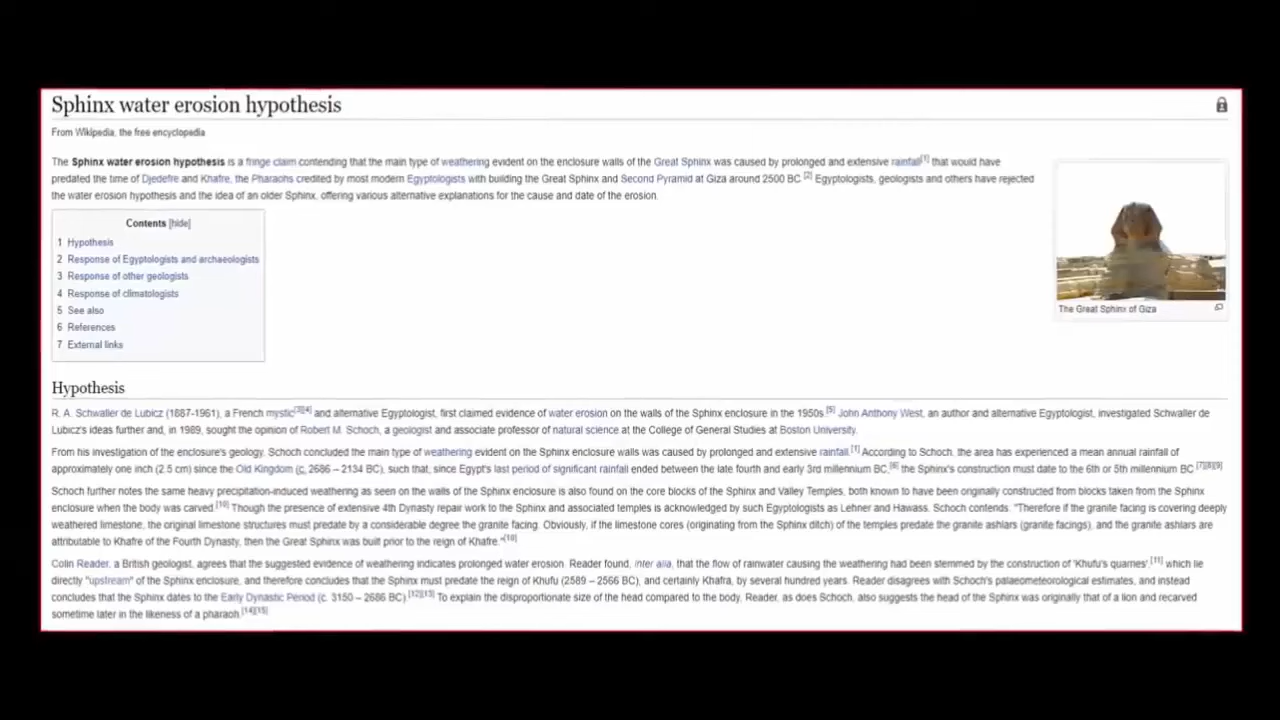 Sphinx water erosion hypothesis
From Wikipedia, the free encyclopedia
The Sphinx water erosion hypothesis is a fringe claim contending that the main type of weathering evident on the enclosure walls of the Great Sphinx was caused by prolonged and extensive rainfall[1] that would have
predated the time of Djedefre and Khafre, the Pharaohs credited by most modern Egyptologists with building the Great Sphinx and Second Pyramid at Giza around 2500 BC.[2] Egyptologists, geologists and others have rejected
the water erosion hypothesis and the idea of an older Sphinx, offering various alternative explanations for the cause and date of the erosion.
The Great Sphinx of Giza
Contents [hide]
1 Hypothesis
2 Response of Egyptologists and archaeologists
3 Response of other geologists
4 Response of climatologists
5 See also
6 References
7 External links
Hypothesis
R. A. Schwaller de Lubicz (1887-1961), a French mystic[3][4] and alternative Egyptologist, first claimed evidence of water erosion on the walls of the Sphinx enclosure in the 1950s.[5] John Anthony West, an author and alternative Egyptologist, investigated Schwaller de
Lubicz's ideas further and, in 1989, sought the opinion of Robert M. Schoch, a geologist and associate professor of natural science at the College of General Studies at Boston University.
From his investigation of the enclosure's geology, Schoch concluded the main type of weathering evident on the Sphinx enclosure walls was caused by prolonged and extensive rainfall.[1] According to Schoch, the area has experienced a mean annual rainfall of
approximately one inch (2.5 cm) since the Old Kingdom (c. 2686 – 2134 BC), such that, since Egypt's last period of significant rainfall ended between the late fourth and early 3rd millennium BC,[6] the Sphinx's construction must date to the 6th or 5th millennium BC.[7][8][9]
Schoch further notes the same heavy precipitation-induced weathering as seen on the walls of the Sphinx enclosure is also found on the core blocks of the Sphinx and Valley Temples, both known to have been originally constructed from blocks taken from the Sphinx
enclosure when the body was carved.[10] Though the presence of extensive 4th Dynasty repair work to the Sphinx and associated temples is acknowledged by such Egyptologists as Lehner and Hawass, Schoch contends: "Therefore if the granite facing is covering deeply
weathered limestone, the original limestone structures must predate by a considerable degree the granite facing. Obviously, if the limestone cores (originating from the Sphinx ditch) of the temples predate the granite ashlars (granite facings), and the granite ashlars are
attributable to Khafre of the Fourth Dynasty, then the Great Sphinx was built prior to the reign of Khafre."[10]
Colin Reader, a British geologist, agrees that the suggested evidence of weathering indicates prolonged water erosion. Reader found, inter alia, that the flow of rainwater causing the weathering had been stemmed by the construction of 'Khufu's quarries',[11] which lie
directly "upstream" of the Sphinx enclosure, and therefore concludes that the Sphinx must predate the reign of Khufu (2589 – 2566 BC), and certainly Khafra, by several hundred years. Reader disagrees with Schoch's palaeometeorological estimates, and instead
concludes that the Sphinx dates to the Early Dynastic Period (c. 3150 – 2686 BC).[12][13] To explain the disproportionate size of the head compared to the body, Reader, as does Schoch, also suggests the head of the Sphinx was originally that of a lion and recarved
sometime later in the likeness of a pharaoh.[14][15]